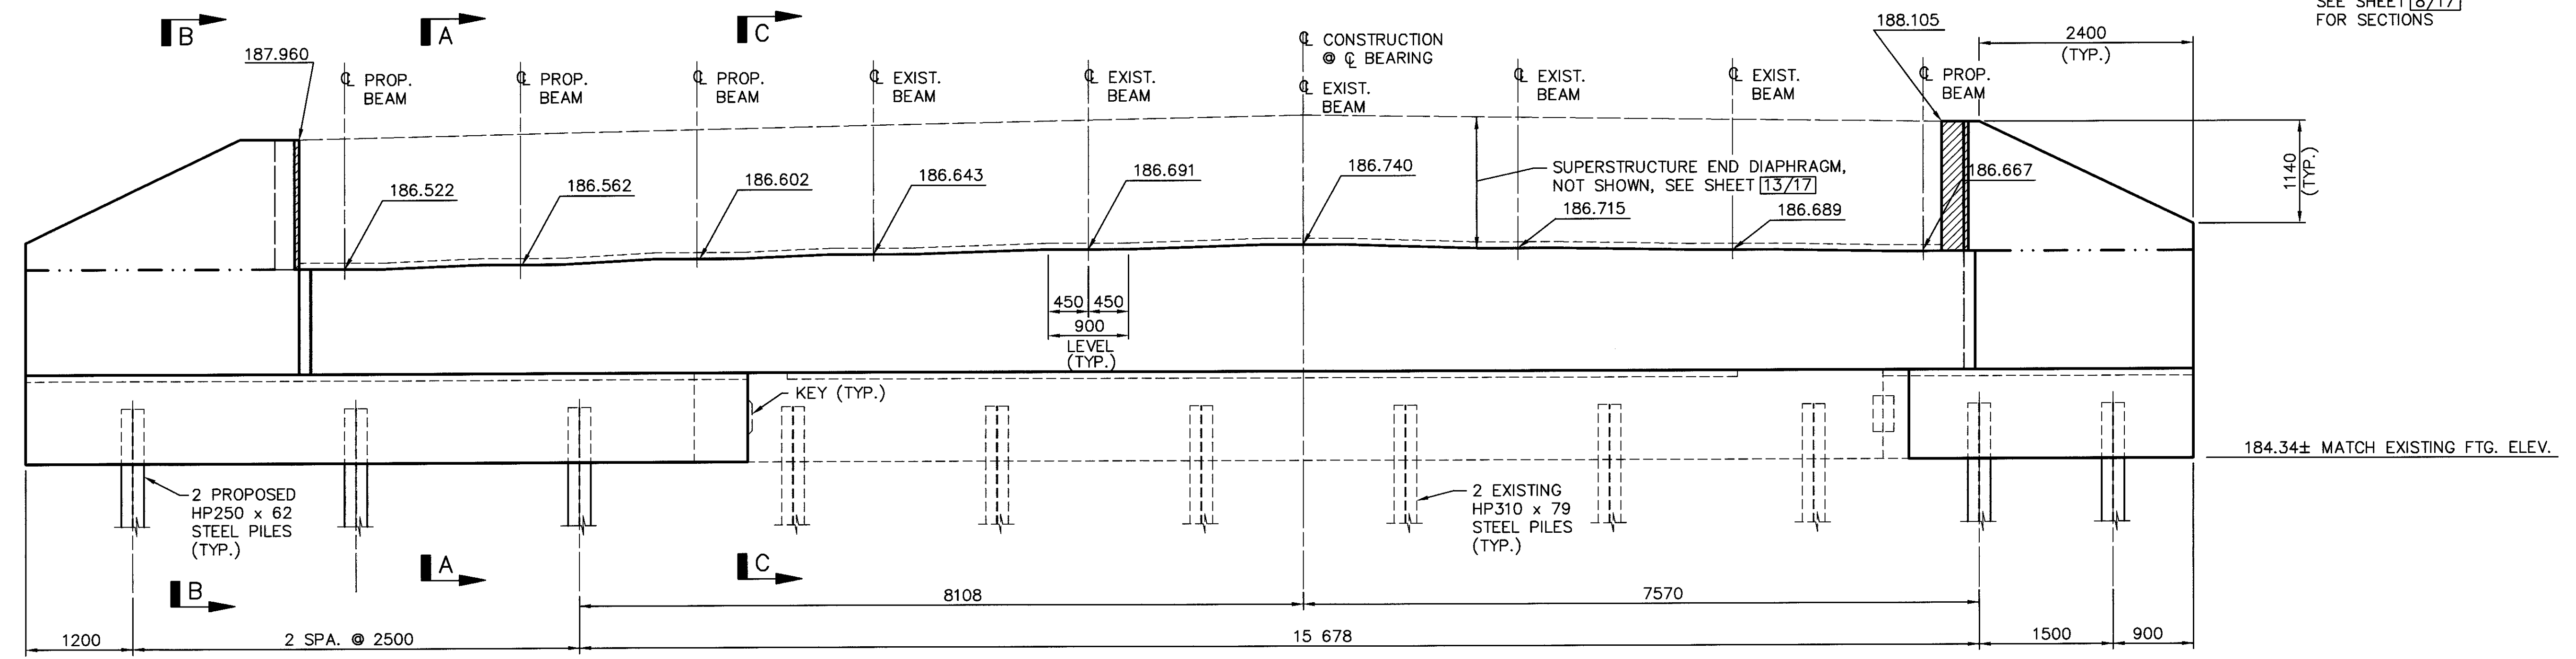 SEE SHEET 8/17
FOR SECTIONS
B
A
C
187.960
℄ PROP.
BEAM
℄ PROP.
BEAM
℄ PROP.
BEAM
℄ EXIST.
BEAM
℄ EXIST.
BEAM
℄ CONSTRUCTION
@ ℄ BEARING
℄ EXIST.
BEAM
℄ EXIST.
BEAM
℄ EXIST.
BEAM
℄ PROP.
BEAM
188.105
2400
(TYP.)
1140
(TYP.)
186.522
186.562
186.602
186.643
186.691
186.740
SUPERSTRUCTURE END DIAPHRAGM,
NOT SHOWN, SEE SHEET 13/17
186.715
186.689
186.667
450 450
900
LEVEL
(TYP.)
KEY (TYP.)
184.34± MATCH EXISTING FTG. ELEV.
2 PROPOSED
HP250 x 62
STEEL PILES
(TYP.)
2 EXISTING
HP310 x 79
STEEL PILES
(TYP.)
B
A
C
8108
7570
1200
2 SPA. @ 2500
15 678
1500
900